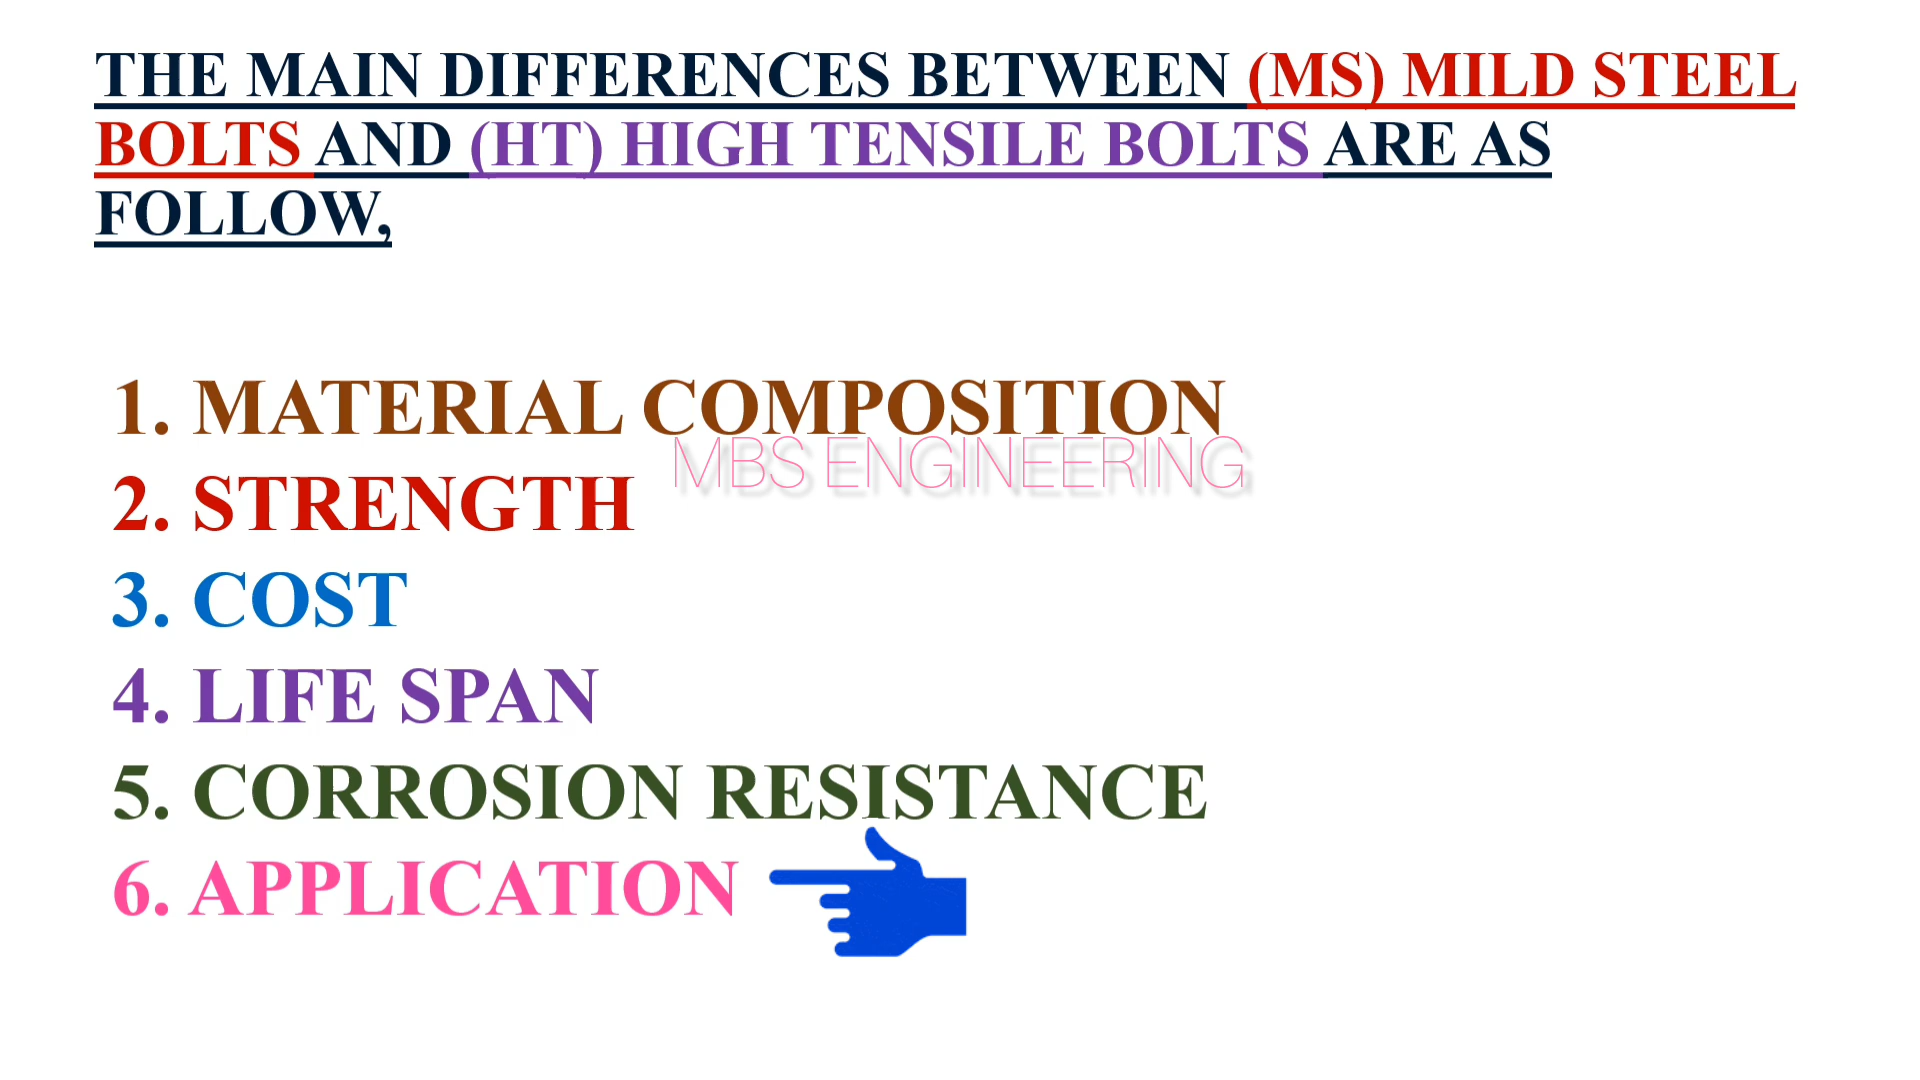 THE MAIN DIFFERENCES BETWEEN (MS) MILD STEEL
BOLTS AND (HT) HIGH TENSILE BOLTS ARE AS
FOLLOW,
1. MATERIAL COMPOSITION
MBS ENGINEERING
2. STRENGTH
3. COST
4. LIFE SPAN
5. CORROSION RESISTANCE
6. APPLICATION